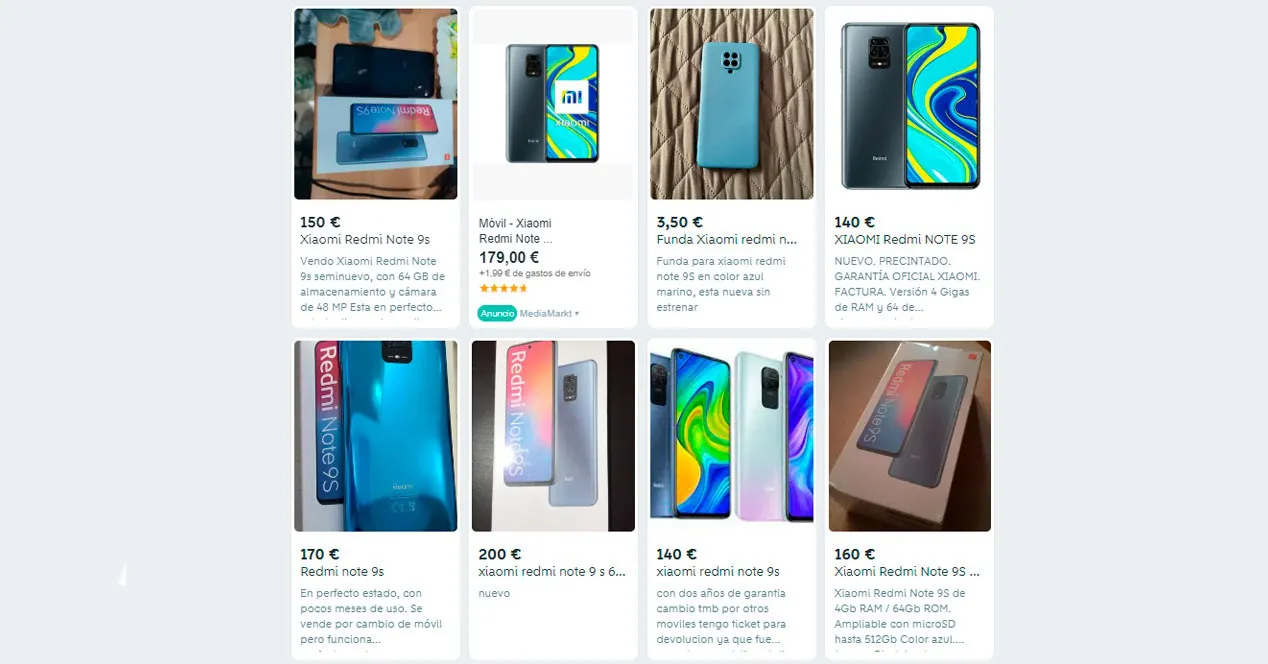 Redmi Note 9S
150 €
Xiaomi Redmi Note 9s
Vendo Xiaomi Redmi Note
9s seminuevo, con 64 GB de
almacenamiento y cámara
de 48 MP Esta en perfecto...
xiaomi
Redmi
Móvil - Xiaomi
Redmi Note ...
179,00 €
+1,99 € de gastos de envío
Anuncio MediaMarkt
3,50 €
Funda Xiaomi redmi n...
Funda para xiaomi redmi
note 9S en color azul
marino, esta nueva sin
estrenar
Redmi
140 €
XIAOMI Redmi NOTE 9S
NUEVO. PRECINTADO.
GARANTÍA OFICIAL XIAOMI.
FACTURA. Versión 4 Gigas
de RAM y 64 de...
Redmi Note 9S
Redmi
170 €
Redmi note 9s
En perfecto estado, con
pocos meses de uso. Se
vende por cambio de móvil
pero funciona...
Redmi Note 9S
200 €
xiaomi redmi note 9 s 6...
nuevo
140 €
xiaomi redmi note 9s
con dos años de garantia
cambio tmb por otros
moviles tengo ticket para
devolucion ya que fue...
Redmi Note 9S
160 €
Xiaomi Redmi Note 9S ...
Xiaomi Redmi Note 9S de
4Gb RAM / 64Gb ROM.
Ampliable con microSD
hasta 512Gb Color azul....